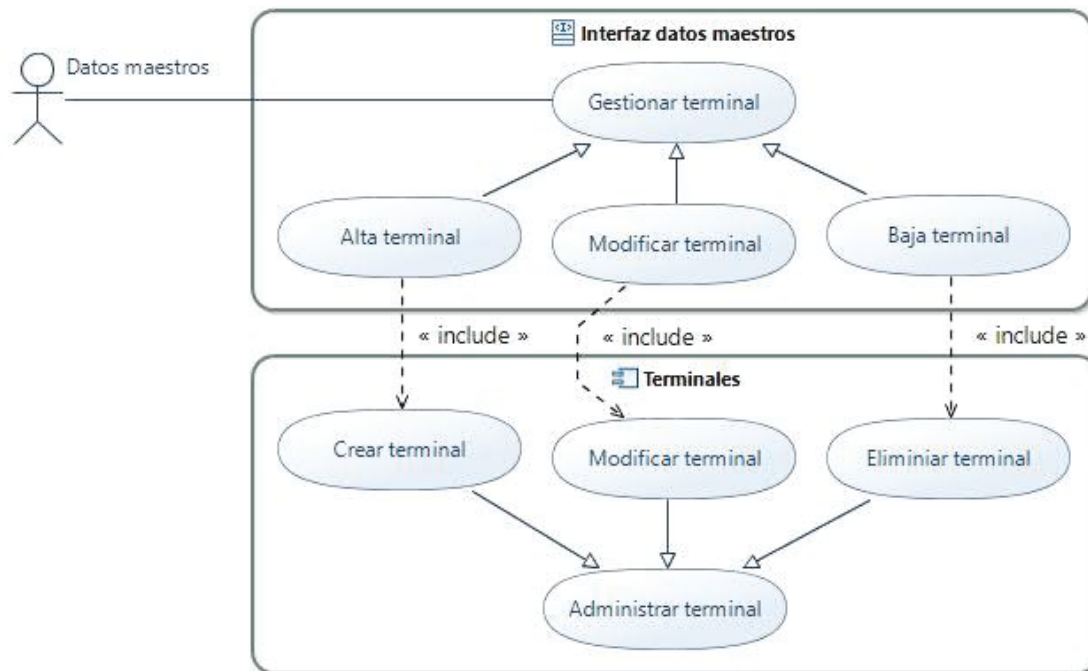 Interfaz datos maestros
Datos maestros
Gestionar terminal
Alta terminal
Modificar terminal
Baja terminal
« include »
« include »
« include »
Terminales
Crear terminal
Modificar terminal
Eliminiar terminal
Administrar terminal